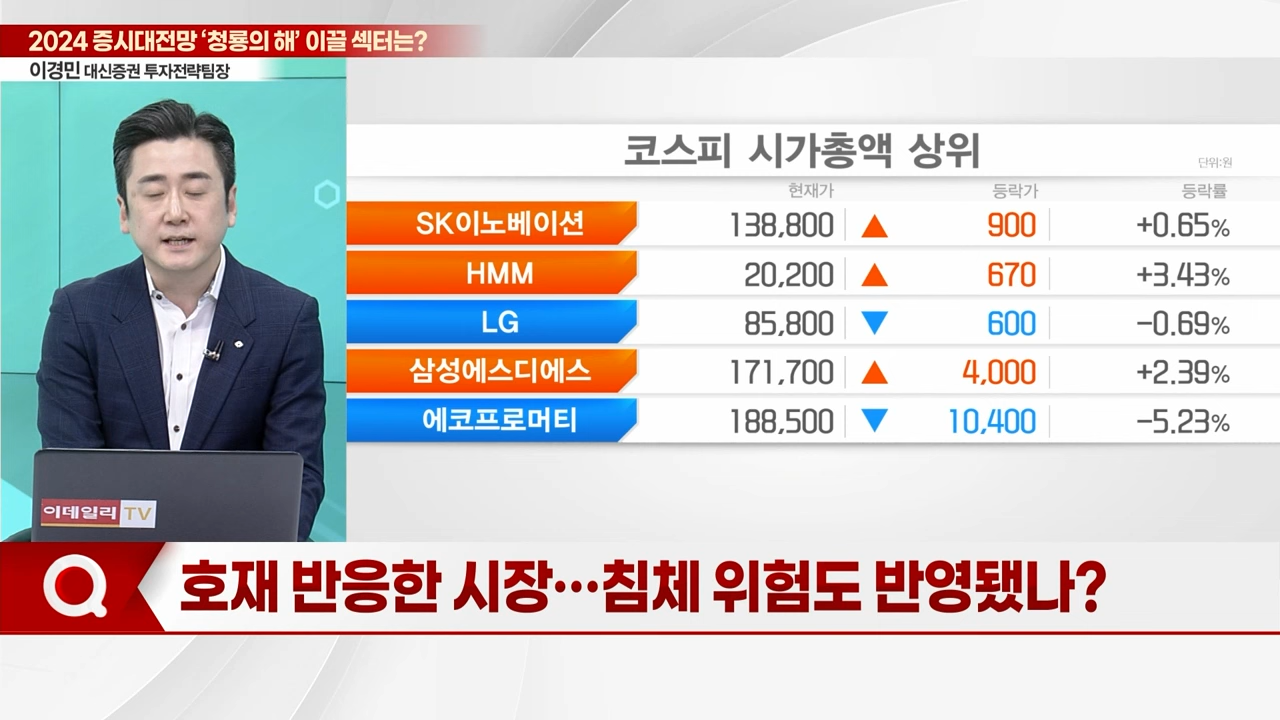 2024 증시대전망 ‘청룡의 해’ 이끌 섹터는?
이경민 대신증권 투자전략팀장
코스피 시가총액 상위
단위:원
현재가 등락가 등락률
SK이노베이션 138,800 ▲ 900 +0.65%
HMM 20,200 ▲ 670 +3.43%
LG 85,800 ▼ 600 -0.69%
삼성에스디에스 171,700 ▲ 4,000 +2.39%
에코프로머티 188,500 ▼ 10,400 -5.23%
이데일리TV
Q 호재 반응한 시장…침체 위험도 반영됐나?